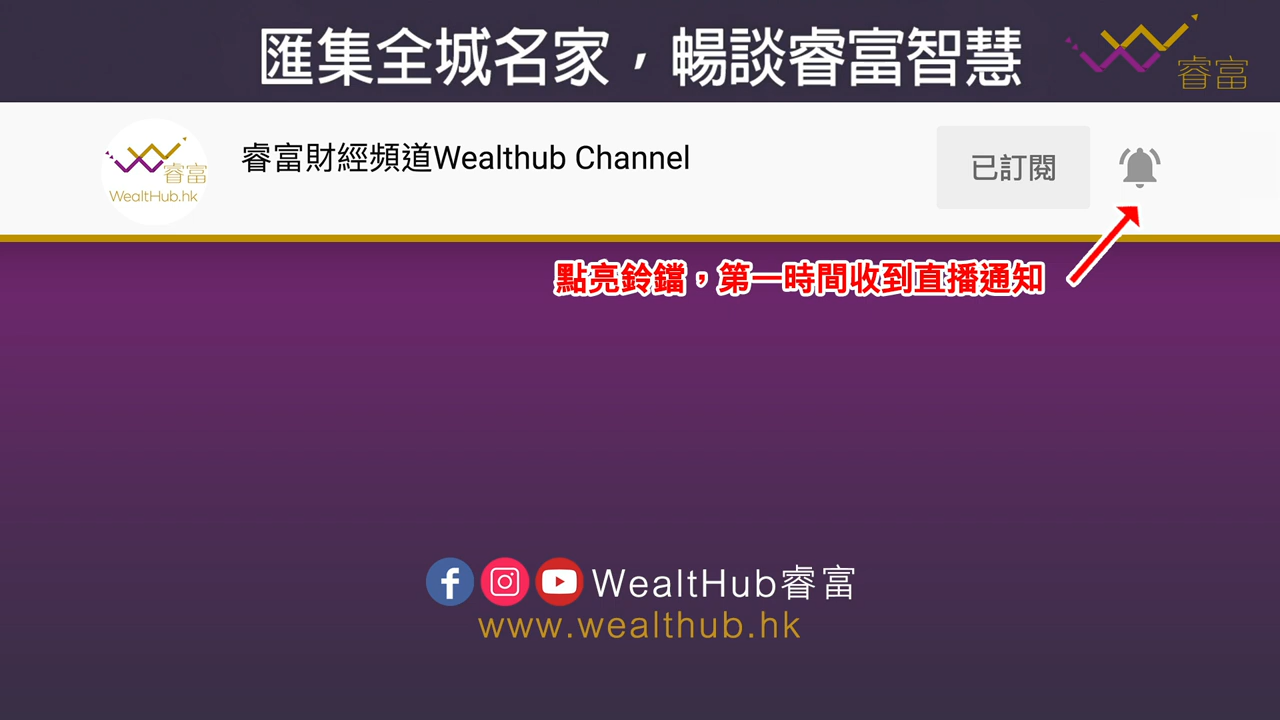 匯集全城名家，暢談睿富智慧
睿富
睿富
WealtHub.hk
睿富財經頻道Wealthub Channel
已訂閱
點亮鈴鐺，第一時間收到直播通知
WealtHub睿富
www.wealthub.hk